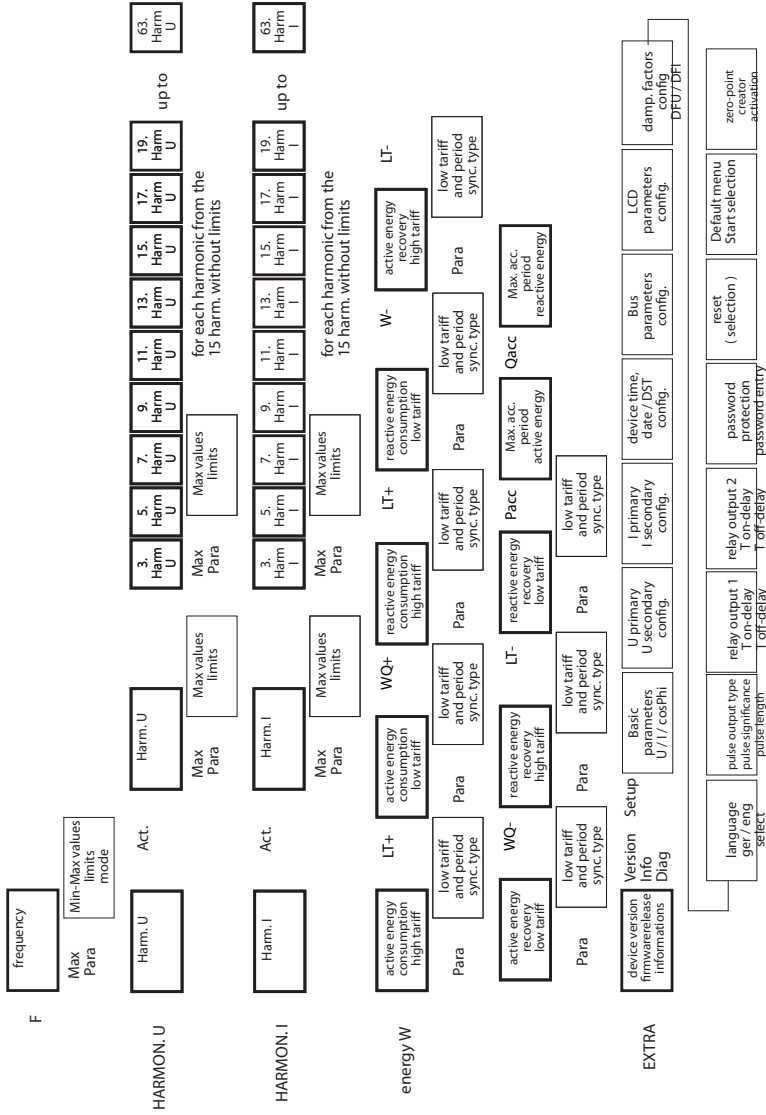 F
frequency
Max
Para
Min-Max values
limits
mode
HARMON. U
Harm. U
Act.
Harm. U
Max
Para
Max values
limits
3.
Harm
U
5.
Harm
U
7.
Harm
U
9.
Harm
U
11.
Harm
U
13.
Harm
U
15.
Harm
U
17.
Harm
U
19.
Harm
U
up to
63.
Harm
U
Max
Para
Max values
limits
for each harmonic from the
15 harm. without limits
HARMON. I
Harm. I
Act.
Harm. I
Max
Para
Max values
limits
3.
Harm
I
5.
Harm
I
7.
Harm
I
9.
Harm
I
11.
Harm
I
13.
Harm
I
15.
Harm
I
17.
Harm
I
19.
Harm
I
up to
63.
Harm
I
Max
Para
Max values
limits
for each harmonic from the
15 harm. without limits
energy W
active energy
consumption
high tariff
LT+
active energy
consumption
low tariff
WQ+
reactive energy
consumption
high tariff
LT+
reactive energy
consumption
low tariff
W-
active energy
recovery
high tariff
LT-
Para
low tariff
and period
sync. type
Para
low tariff
and period
sync. type
Para
low tariff
and period
sync. type
Para
low tariff
and period
sync. type
Para
low tariff
and period
sync. type
active energy
recovery
low tariff
WQ-
reactive energy
recovery
high tariff
LT-
reactive energy
recovery
low tariff
Pacc
Max. acc.
period
active energy
Qacc
Max. acc.
period
reactive energy
Para
low tariff
and period
sync. type
Para
low tariff
and period
sync. type
Para
low tariff
and period
sync. type
EXTRA
device version
firmwarerelease
informations
Version
Info
Diag
Setup
Basic
parameters
U / I / cosPhi
U primary
U secondary
config.
I primary
I secondary
config.
device time,
date / DST
config.
Bus
parameters
config.
LCD
parameters
config.
damp. factors
config
DFU / DFI
language
ger / eng
select
pulse output type
pulse significance
pulse length
relay output 1
T on-delay
T off-delay
relay output 2
T on-delay
T off-delay
password
protection
password entry
reset
( selection )
Default menu
Start selection
zero-point
creator
activation